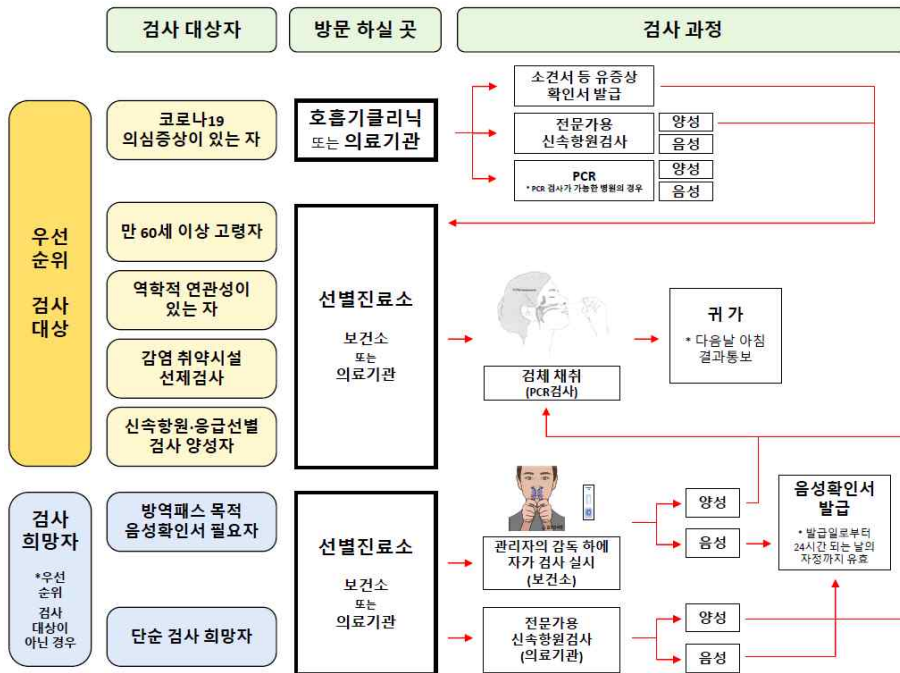 검사 대상자
방문 하실 곳
검사 과정
우선
순위
검사
대상
코로나19
의심증상이 있는 자
호흡기클리닉
또는 의료기관
소견서 등 유증상
확인서 발급
전문가용
신속항원검사
양성
음성
PCR
* PCR 검사가 가능한 병원의 경우
양성
음성
만 60세 이상 고령자
역학적 연관성이
있는 자
감염 취약시설
선제검사
신속항원·응급선별
검사 양성자
선별진료소
보건소
또는
의료기관
검체 채취
(PCR검사)
귀 가
* 다음날 아침
결과통보
검사
희망자
*우선
순위
검사
대상이
아닌 경우
방역패스 목적
음성확인서 필요자
단순 검사 희망자
선별진료소
보건소
또는
의료기관
관리자의 감독 하에
자가 검사 실시
(보건소)
양성
음성
음성확인서
발급
* 발급일로부터
24시간 되는 날의
자정까지 유효
전문가용
신속항원검사
(의료기관)
양성
음성